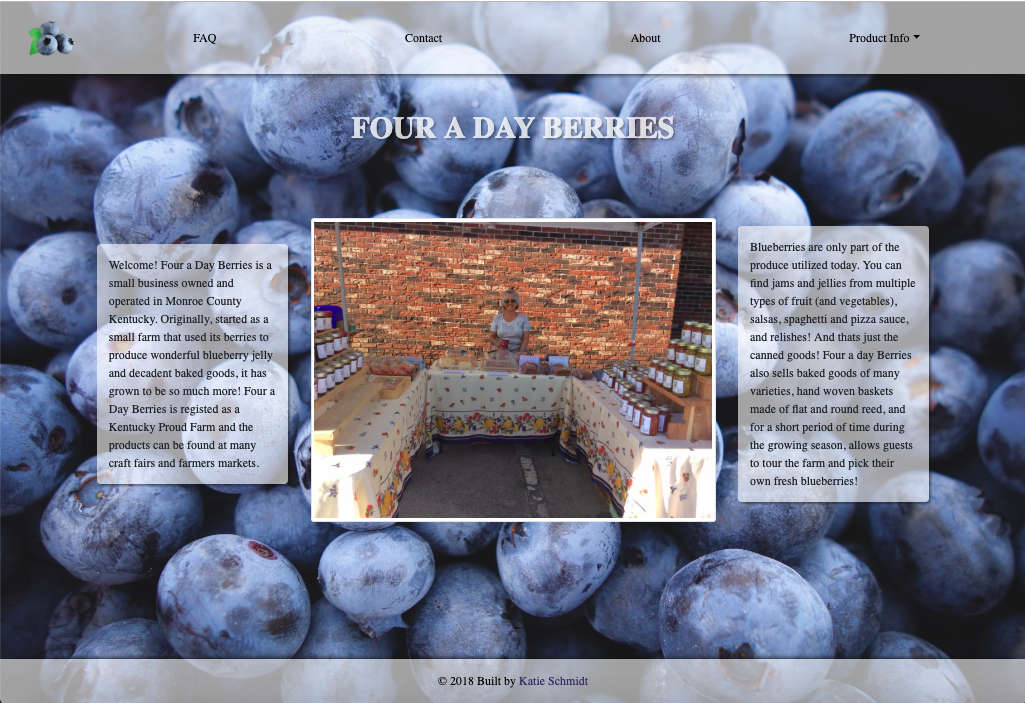 FAQ
Contact
About
Product Info
FOUR A DAY BERRIES
Welcome! Four a Day Berries is a
small business owned and
operated in Monroe County
Kentucky. Originally, started as a
small farm that used its berries to
produce wonderful blueberry jelly
and decadent baked goods, it has
grown to be so much more! Four a
Day Berries is registed as a
Kentucky Proud Farm and the
products can be found at many
craft fairs and farmers markets.
Blueberries are only part of the
produce utilized today. You can
find jams and jellies from multiple
types of fruit (and vegetables),
salsas, spaghetti and pizza sauce,
and relishes! And thats just the
canned goods! Four a day Berries
also sells baked goods of many
varieties, hand woven baskets
made of flat and round reed, and
for a short period of time during
the growing season, allows guests
to tour the farm and pick their
own fresh blueberries!
© 2018 Built by Katie Schmidt